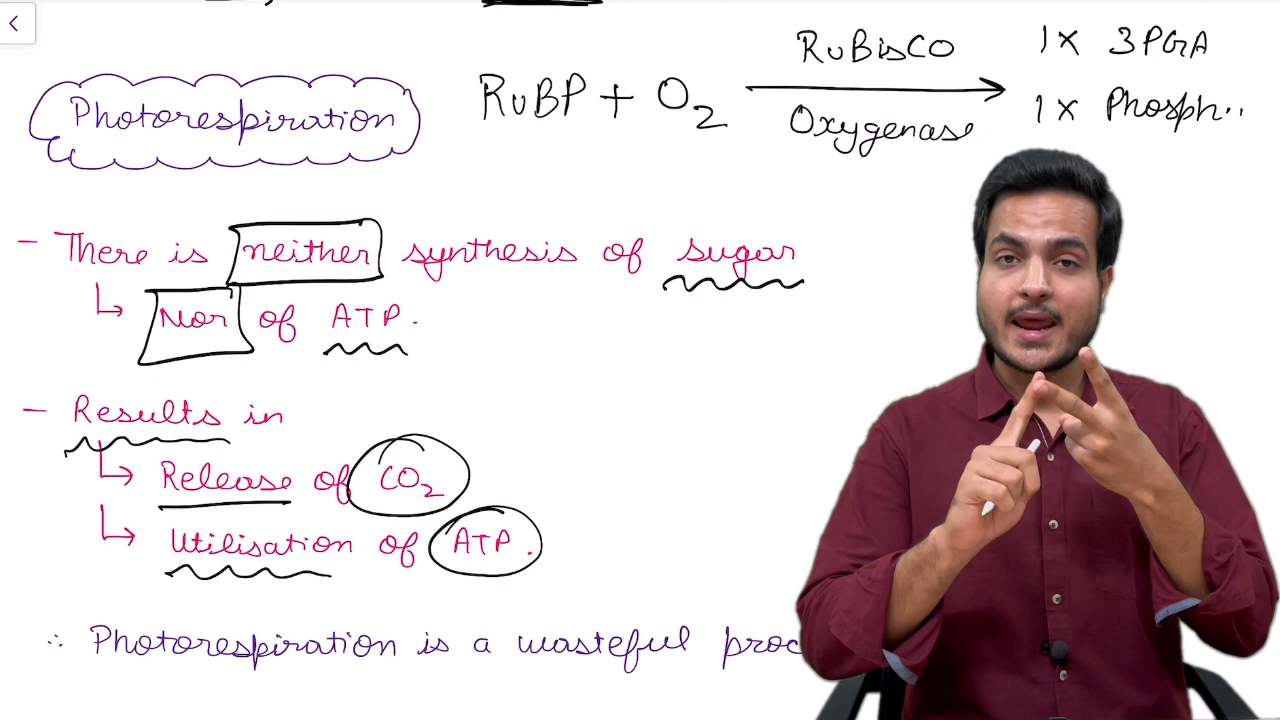 Photorespiration
RuBP + O2
RuBisCO
Oxygenase
1x 3PGA
1x Phosph..
- There is neither synthesis of sugar
↳ Nor of ATP.
- Results in
↳ Release of CO2
↳ Utilisation of ATP.
∴ Photorespiration is a wasteful